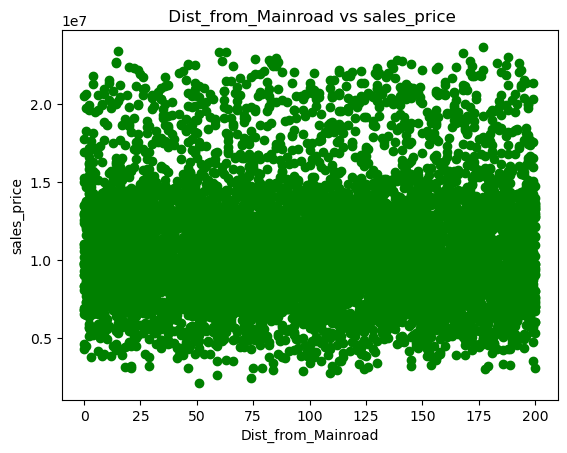 Dist_from_Mainroad vs sales_price
1e7
2.0
1.5
1.0
0.5
sales_price
0 25 50 75 100 125 150 175 200
Dist_from_Mainroad